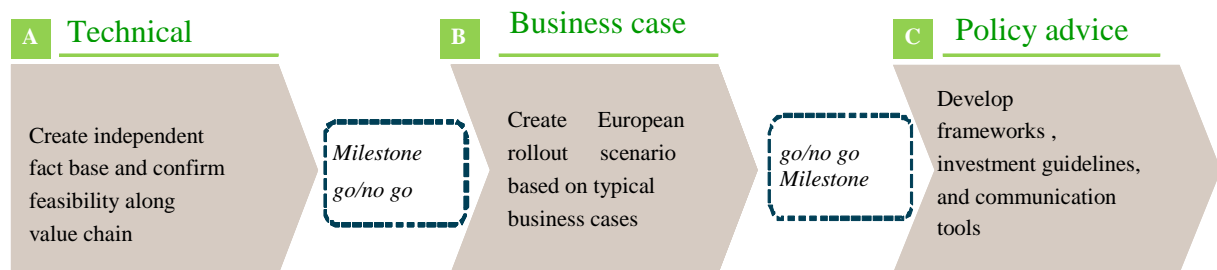 A Technical
Create independent
fact base and confirm
feasibility along
value chain
Milestone
go/no go
B Business case
Create European
rollout scenario
based on typical
business cases
go/no go
Milestone
C Policy advice
Develop
frameworks ,
investment guidelines,
and communication
tools